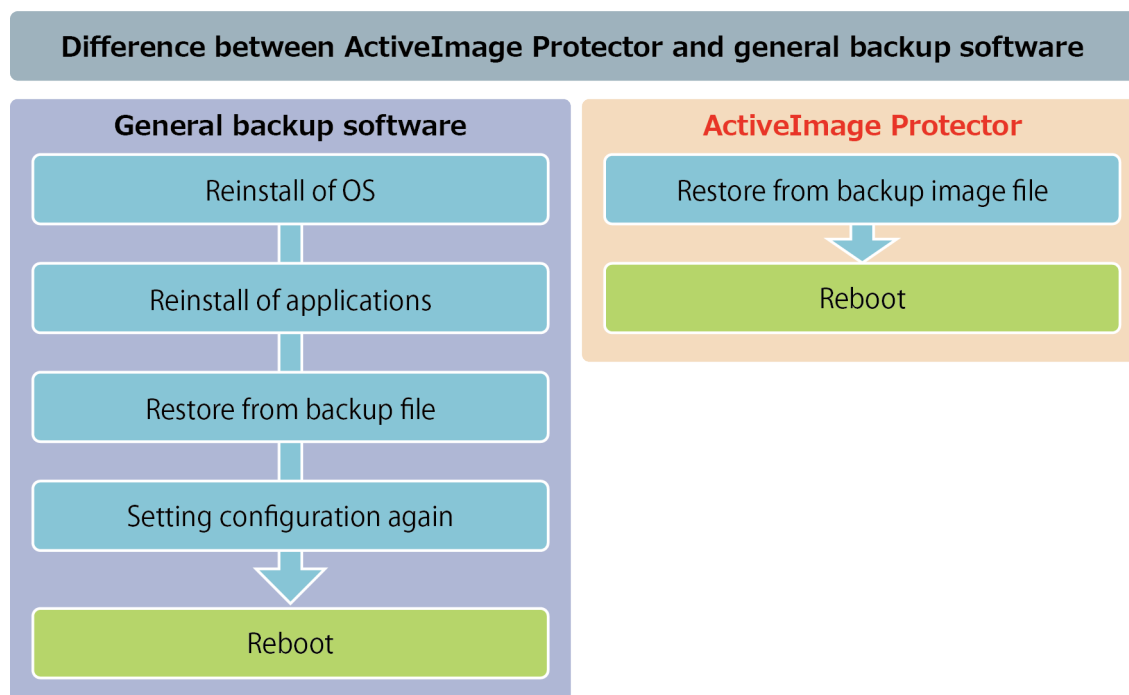 Difference between ActiveImage Protector and general backup software
General backup software
Reinstall of OS
Reinstall of applications
Restore from backup file
Setting configuration again
Reboot
ActiveImage Protector
Restore from backup image file
Reboot